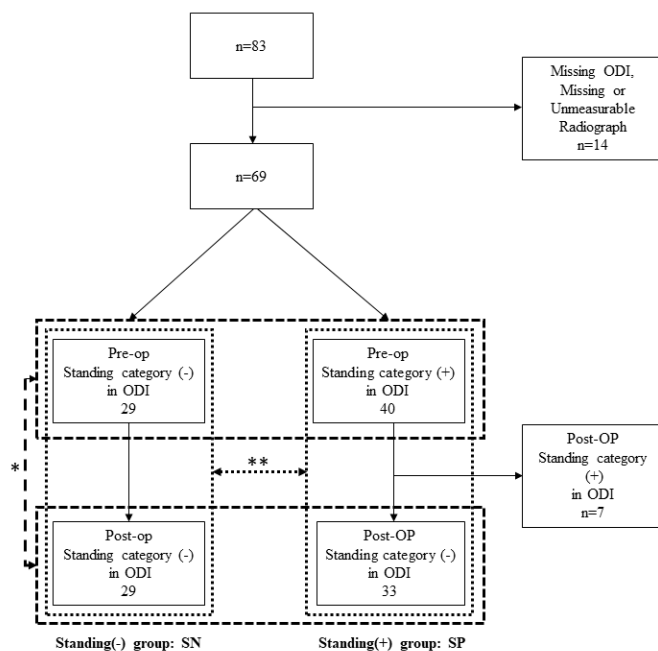 n=83
Missing ODI,
Missing or
Unmeasurable
Radiograph
n=14
n=69
Pre-op
Standing category (-)
in ODI
29
Pre-op
Standing category (+)
in ODI
40
*
**
Post-OP
Standing category
(+)
in ODI
n=7
Post-op
Standing category (-)
in ODI
29
Post-OP
Standing category (-)
in ODI
33
Standing(-) group: SN
Standing(+) group: SP